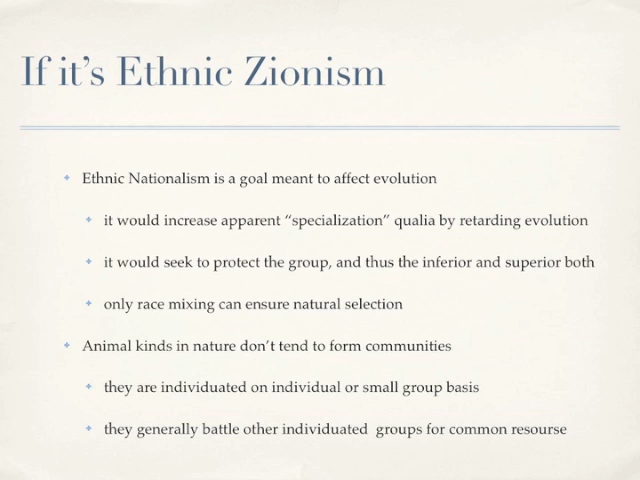 If it's Ethnic Zionism
Ethnic Nationalism is a goal meant to affect evolution
it would increase apparent “specialization” qualia by retarding evolution
it would seek to protect the group, and thus the inferior and superior both
only race mixing can ensure natural selection
Animal kinds in nature don't tend to form communities
they are individuated on individual or small group basis
they generally battle other individuated groups for common resourse